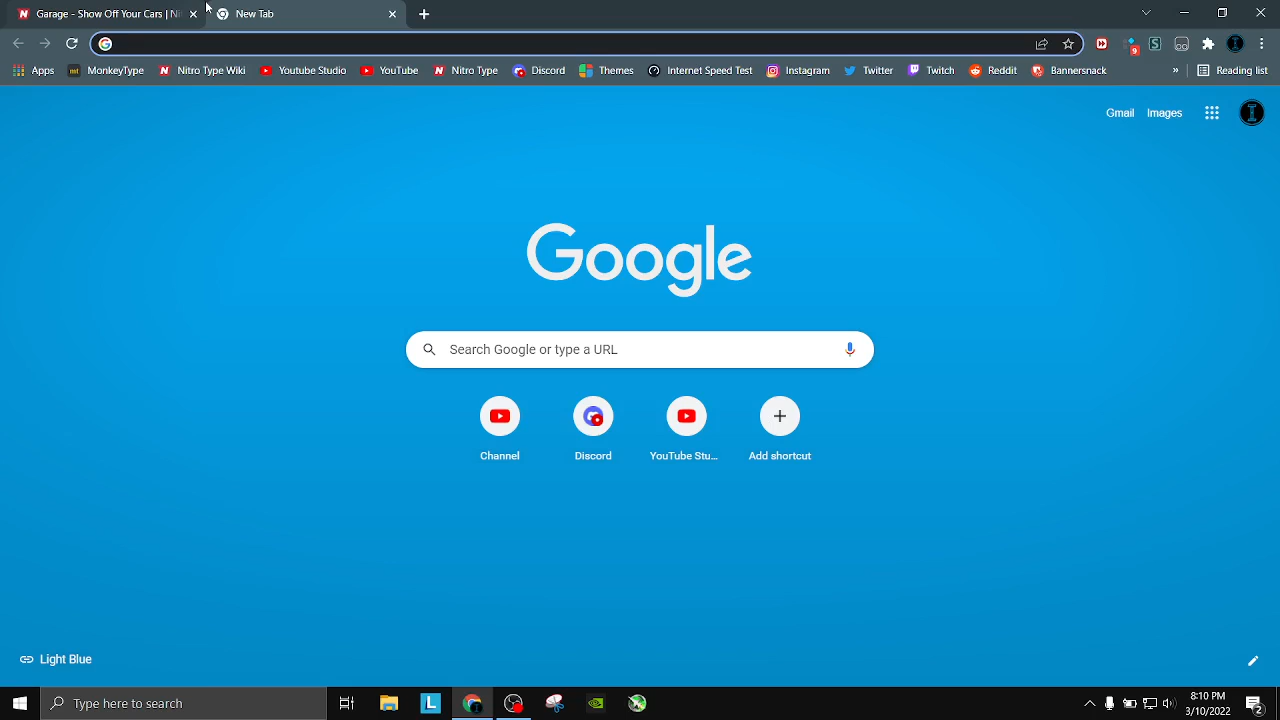 Garage - Show Off Your Cars | Ni
New Tab
Apps MonkeyType Nitro Type Wiki Youtube Studio YouTube Nitro Type Discord Themes Internet Speed Test Instagram Twitter Twitch Reddit Bannersnack » Reading list
9
Gmail Images
Google
Search Google or type a URL
Channel Discord YouTube Stu... Add shortcut
Light Blue
Type here to search
8:10 PM
3/10/2022
2